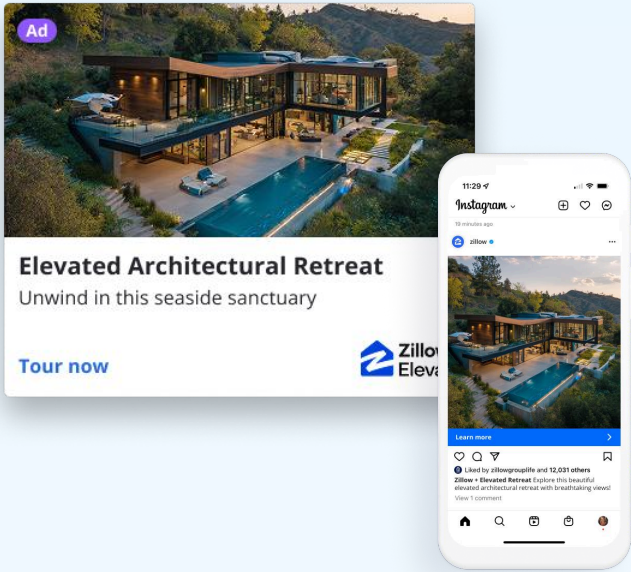 Ad
Elevated Architectural Retreat
Unwind in this seaside sanctuary
Tour now
Zillow
Eleva
11:29
Instagram
19 minutes ago
zillow
Learn more
Liked by zillowgrouplife and 12,031 others
Zillow + Elevated Retreat Explore this beautiful
elevated architectural retreat with breathtaking views!
View 1 comment